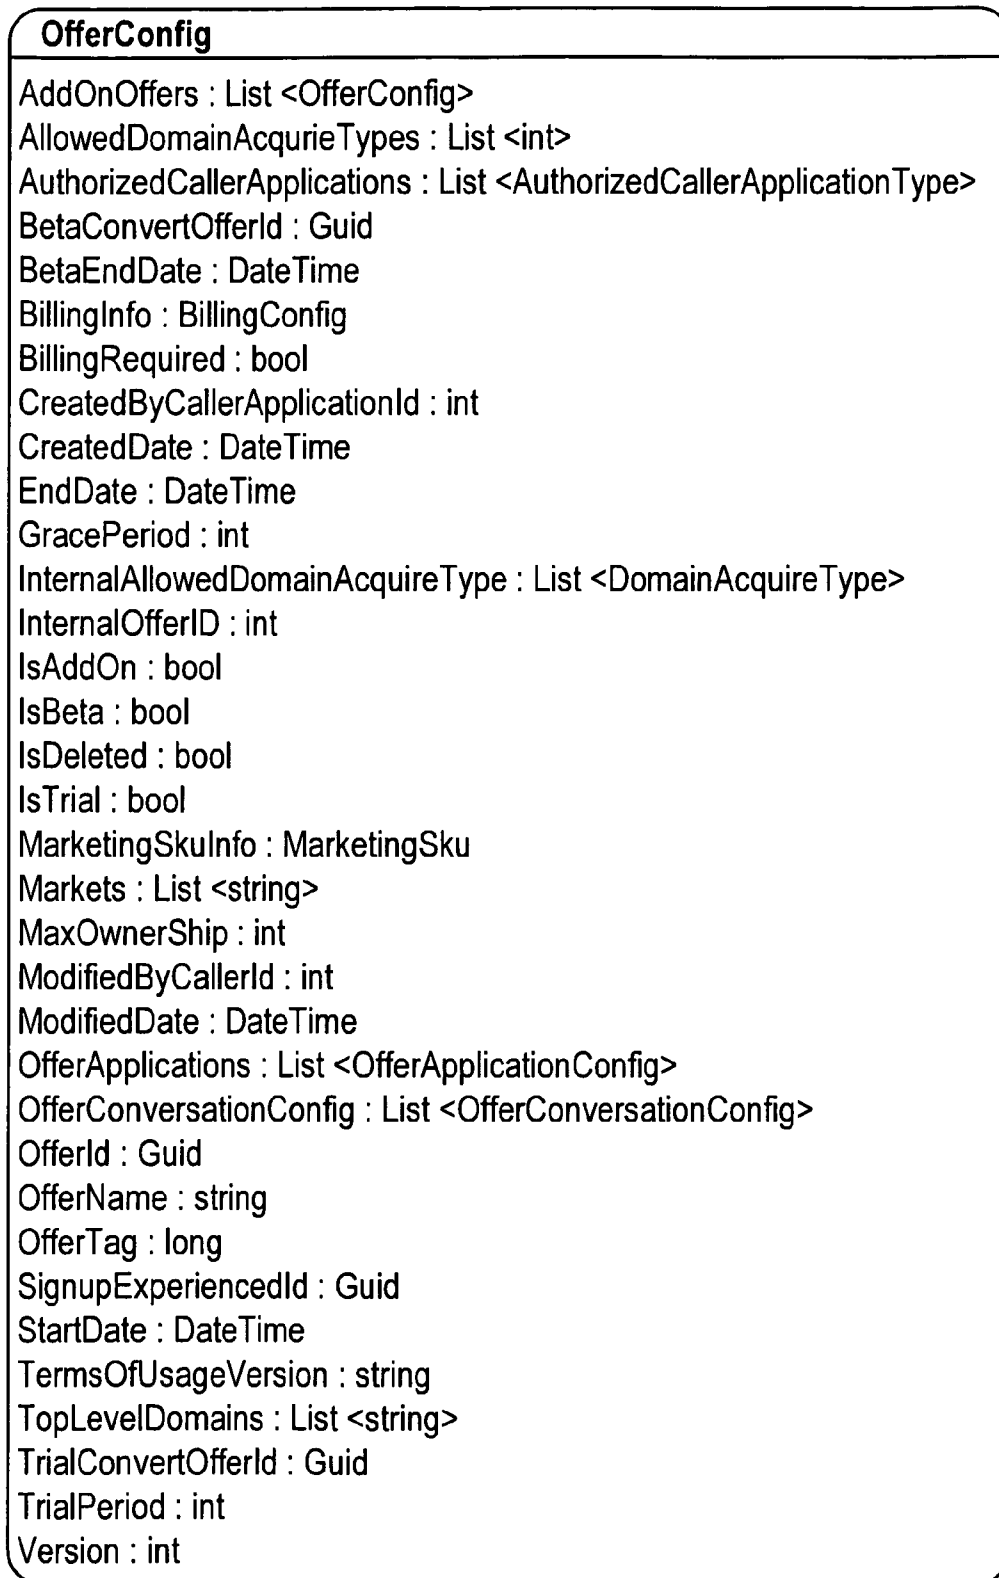 OfferConfig
AddOnOffers : List <OfferConfig>
AllowedDomainAcqurieTypes : List <int>
AuthorizedCallerApplications : List <AuthorizedCallerApplicationType>
BetaConvertOfferId : Guid
BetaEndDate : DateTime
BillingInfo : BillingConfig
BillingRequired : bool
CreatedByCallerApplicationId : int
CreatedDate : DateTime
EndDate : DateTime
GracePeriod : int
InternalAllowedDomainAcquireType : List <DomainAcquireType>
InternalOfferID : int
IsAddOn : bool
IsBeta : bool
IsDeleted : bool
IsTrial : bool
MarketingSkuInfo : MarketingSku
Markets : List <string>
MaxOwnerShip : int
ModifiedByCallerId : int
ModifiedDate : DateTime
OfferApplications : List <OfferApplicationConfig>
OfferConversationConfig : List <OfferConversationConfig>
OfferId : Guid
OfferName : string
OfferTag : long
SignupExperiencedId : Guid
StartDate : DateTime
TermsOfUsageVersion : string
TopLevelDomains : List <string>
TrialConvertOfferId : Guid
TrialPeriod : int
Version : int